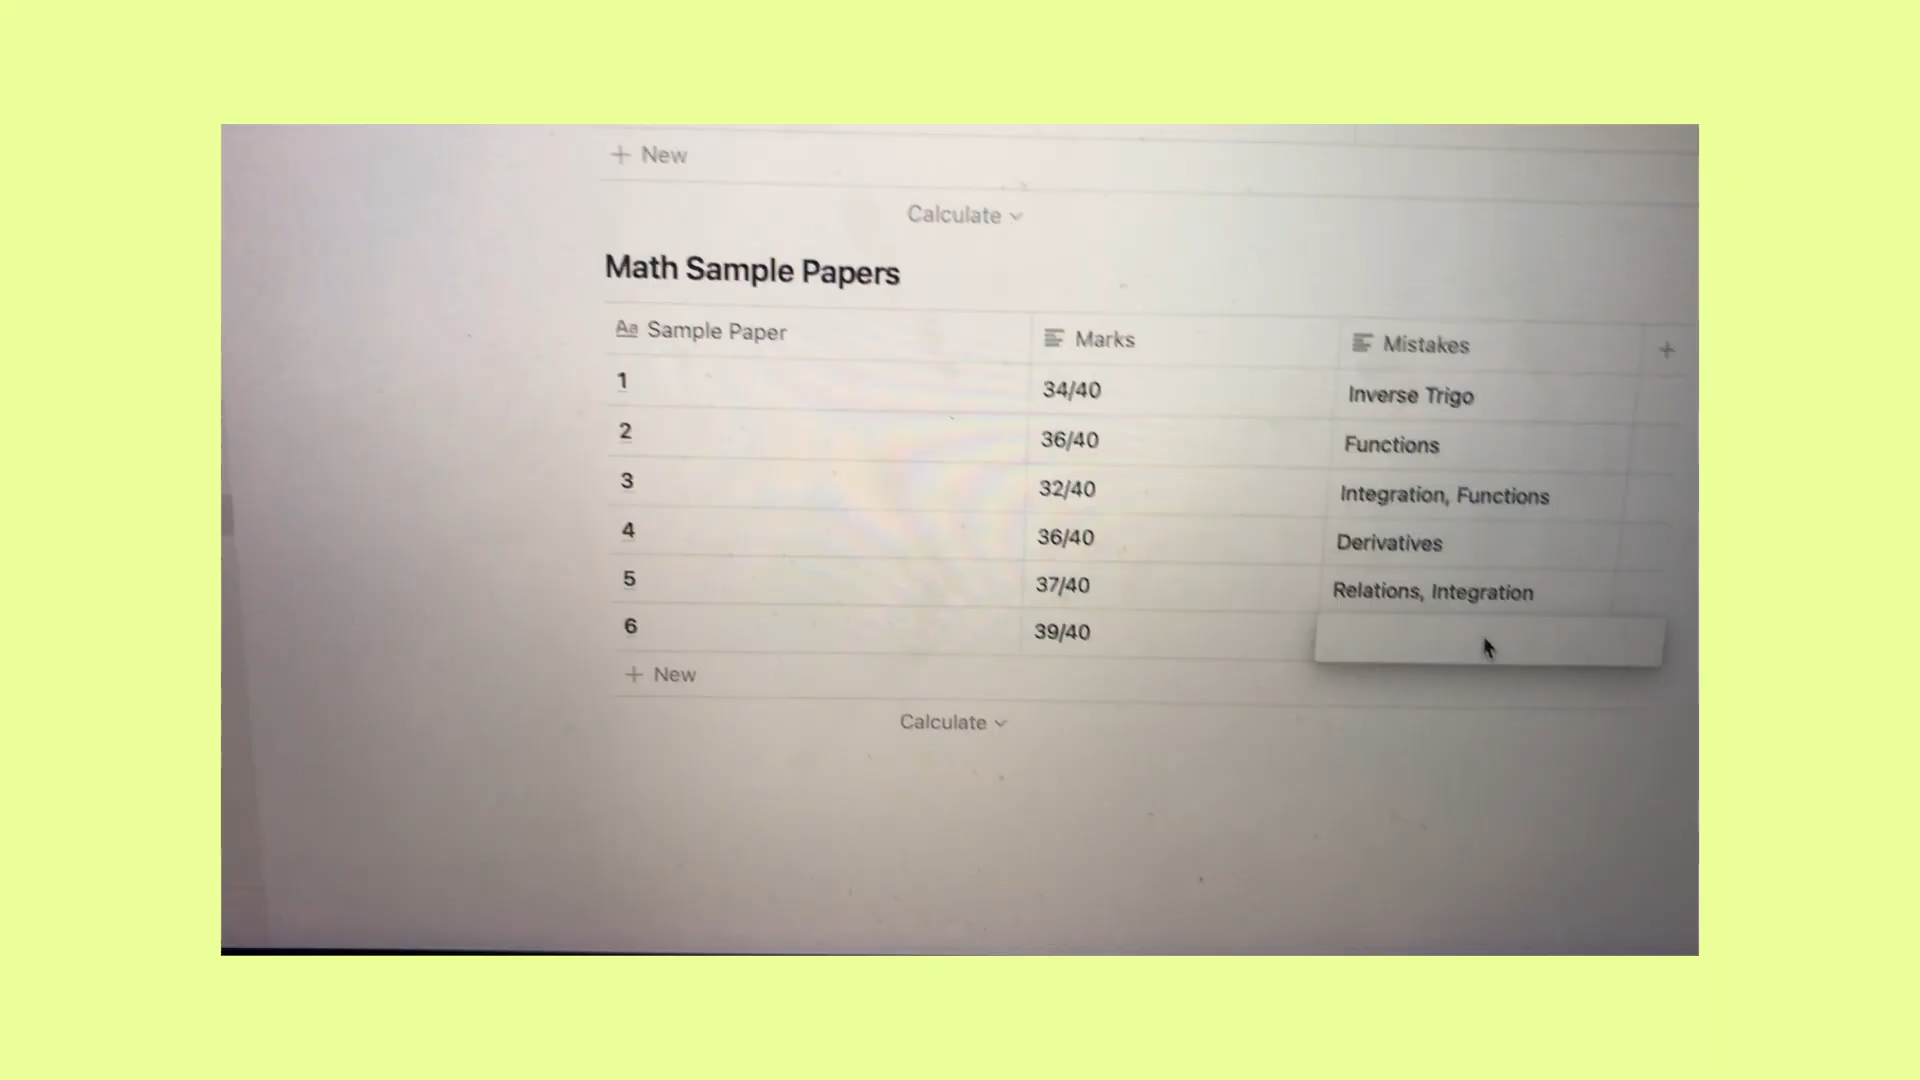 + New
Calculate
Math Sample Papers
Aa Sample Paper Marks Mistakes +
1 34/40 Inverse Trigo
2 36/40 Functions
3 32/40 Integration, Functions
4 36/40 Derivatives
5 37/40 Relations, Integration
6 39/40
+ New
Calculate